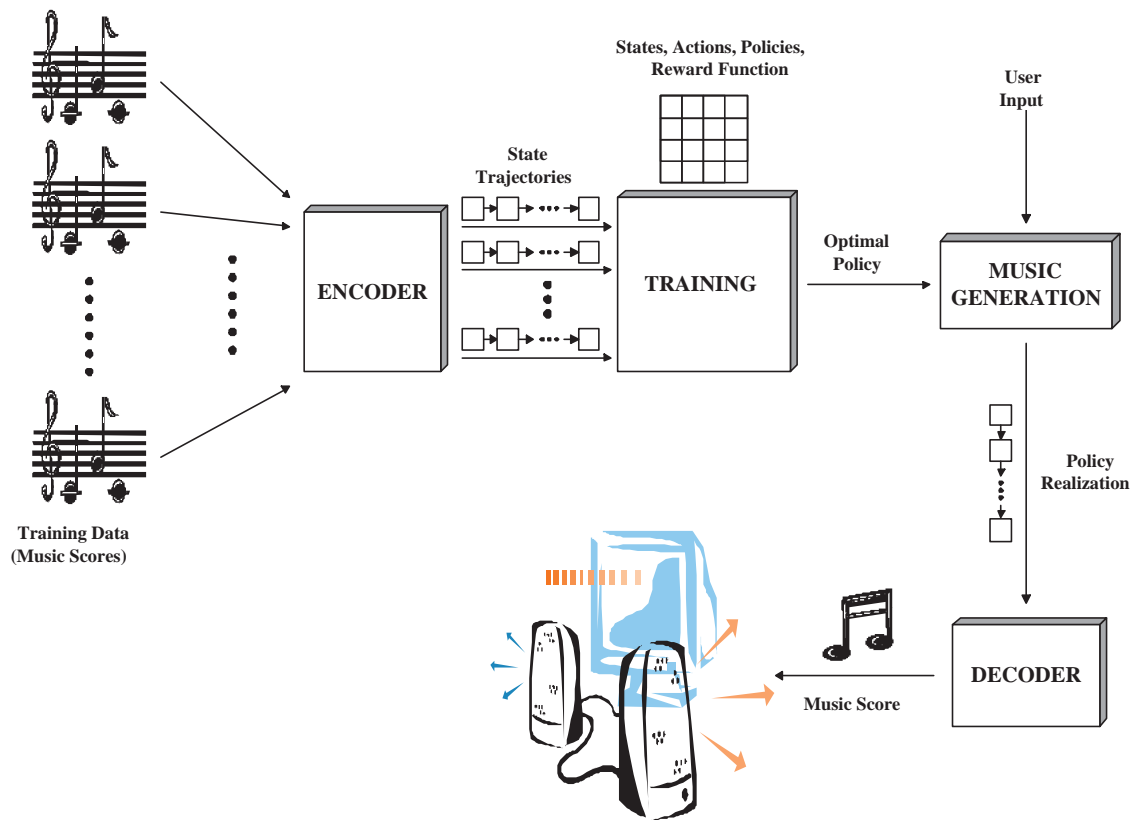 States, Actions, Policies,
Reward Function
User
Input
State
Trajectories
ENCODER
TRAINING
Optimal
Policy
MUSIC
GENERATION
Training Data
(Music Scores)
Policy
Realization
DECODER
Music Score